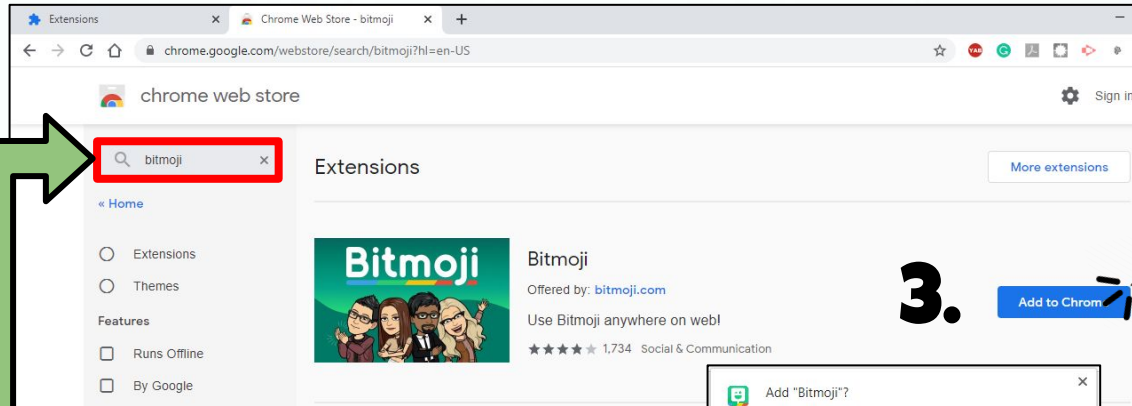 Extensions
Chrome Web Store - bitmoji
chrome.google.com/webstore/search/bitmoji?hl=en-US
YAB
G
chrome web store
Sign in
bitmoji
Extensions
More extensions
« Home
Extensions
Themes
Features
Runs Offline
By Google
Bitmoji
Bitmoji
Offered by: bitmoji.com
Use Bitmoji anywhere on web!
1,734 Social & Communication
3.
Add to Chrom
Add "Bitmoji"?